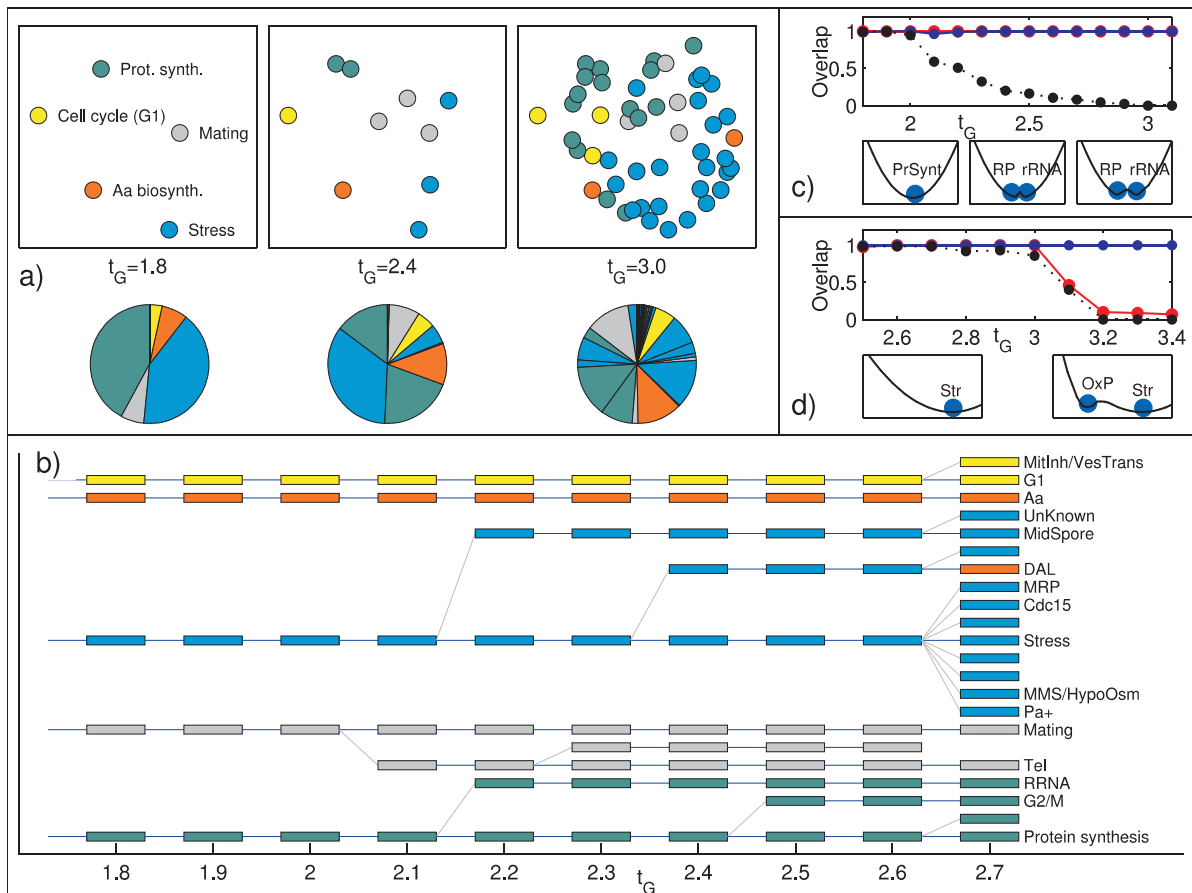 Prot. synth.
Cell cycle (G1)
Mating
Aa biosynth.
Stress
a)
t_G=1.8
t_G=2.4
t_G=3.0
Overlap
1
0.5
0
2
t_G
2.5
3
c)
PrSynt
RP rRNA
RP rRNA
Overlap
1
0.5
0
2.6
2.8
3
t_G
3.2
3.4
d)
Str
OxP
Str
b)
MitInh/VesTrans
G1
Aa
UnKnown
MidSpore
DAL
MRP
Cdc15
Stress
MMS/HypoOsm
Pa+
Mating
Tel
RRNA
G2/M
Protein synthesis
1.8 1.9 2 2.1 2.2 2.3 2.4 2.5 2.6 2.7
t_G